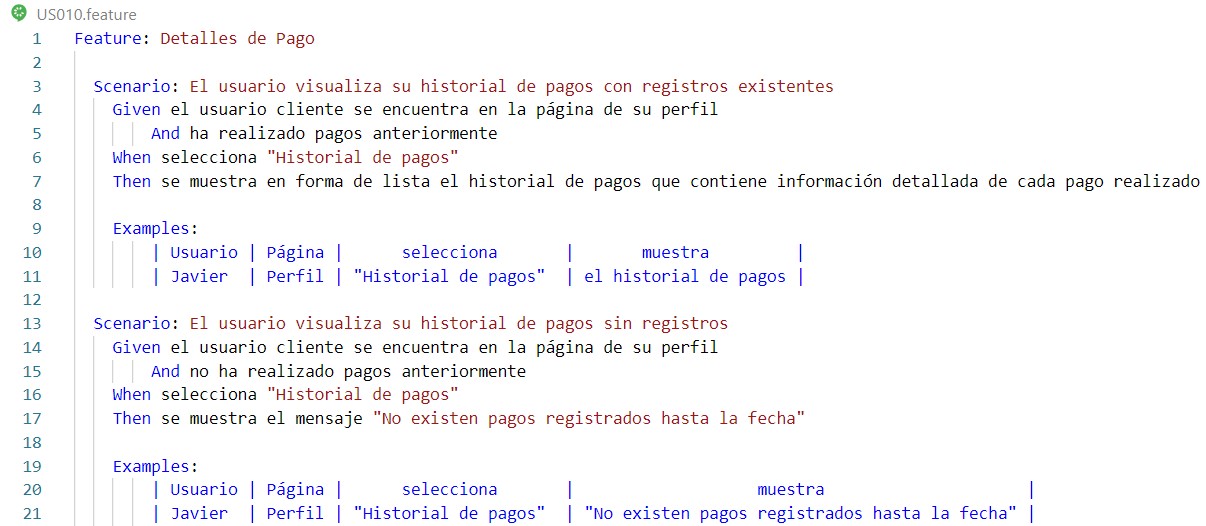 US010.feature
1 Feature: Detalles de Pago
2
3 Scenario: El usuario visualiza su historial de pagos con registros existentes
4 Given el usuario cliente se encuentra en la página de su perfil
5 And ha realizado pagos anteriormente
6 When selecciona "Historial de pagos"
7 Then se muestra en forma de lista el historial de pagos que contiene información detallada de cada pago realizado
8
9 Examples:
10 | Usuario | Página | selecciona | muestra |
11 | Javier | Perfil | "Historial de pagos" | el historial de pagos |
12
13 Scenario: El usuario visualiza su historial de pagos sin registros
14 Given el usuario cliente se encuentra en la página de su perfil
15 And no ha realizado pagos anteriormente
16 When selecciona "Historial de pagos"
17 Then se muestra el mensaje "No existen pagos registrados hasta la fecha"
18
19 Examples:
20 | Usuario | Página | selecciona | muestra |
21 | Javier | Perfil | "Historial de pagos" | "No existen pagos registrados hasta la fecha" |